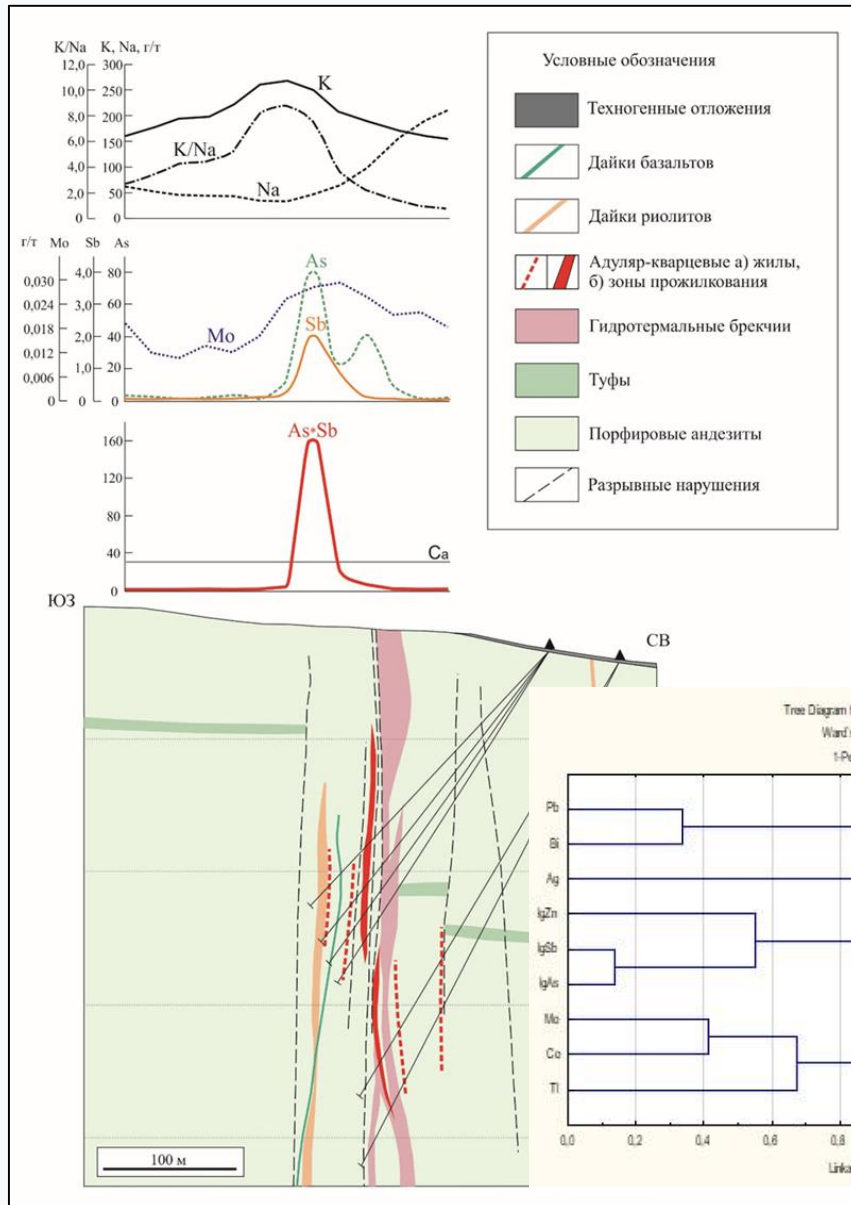 K/Na K, Na, г/т
12,0 300
10,0 250
8,0 200
6,0 150
4,0 100
2,0 50
0 0
K
K/Na
Na
г/т Mo Sb As
0,030 4,0 80
0,024 3,0 60
0,018 2,0 40
0,012 1,0 20
0,006
0 0 0
As
Mo
Sb
160
120
80
40
0
As*Sb
Ca
Условные обозначения
Техногенные отложения
Дайки базальтов
Дайки риолитов
Адуляр-кварцевые а) жилы,
б) зоны прожилкования
Гидротермальные брекчии
Туфы
Порфировые андезиты
Разрывные нарушения
ЮЗ
СВ
100 м
Tree Diagram
Ward's
1-Pe
Pb
Bi
Ag
lgZn
lgSb
lgAs
Mo
Tl
0,0 0,2 0,4 0,6 0,8
Linka